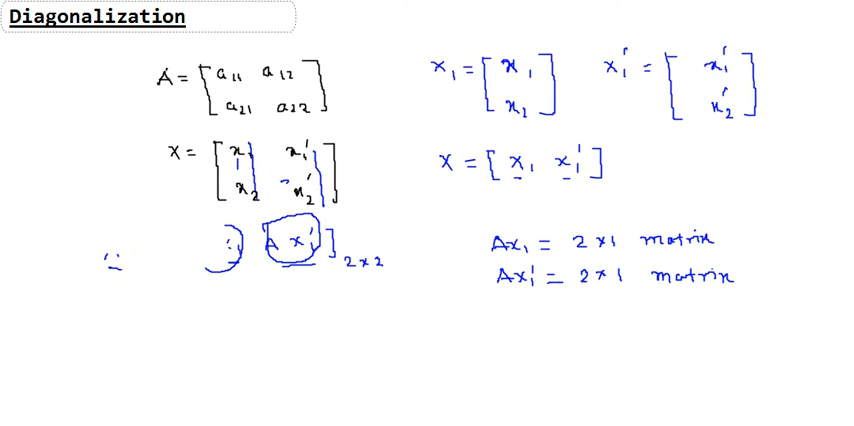 Diagonalization
A = [ a11 a12
a21 a22 ]
X = [ x1 x1'
x2 x2' ]
A x1' ] 2×2
x1 = [ x1
x2 ]
x1' = [ x1'
x2' ]
X = [ x1 x1' ]
Ax1 = 2×1 matrix
Ax1' = 2×1 matrix